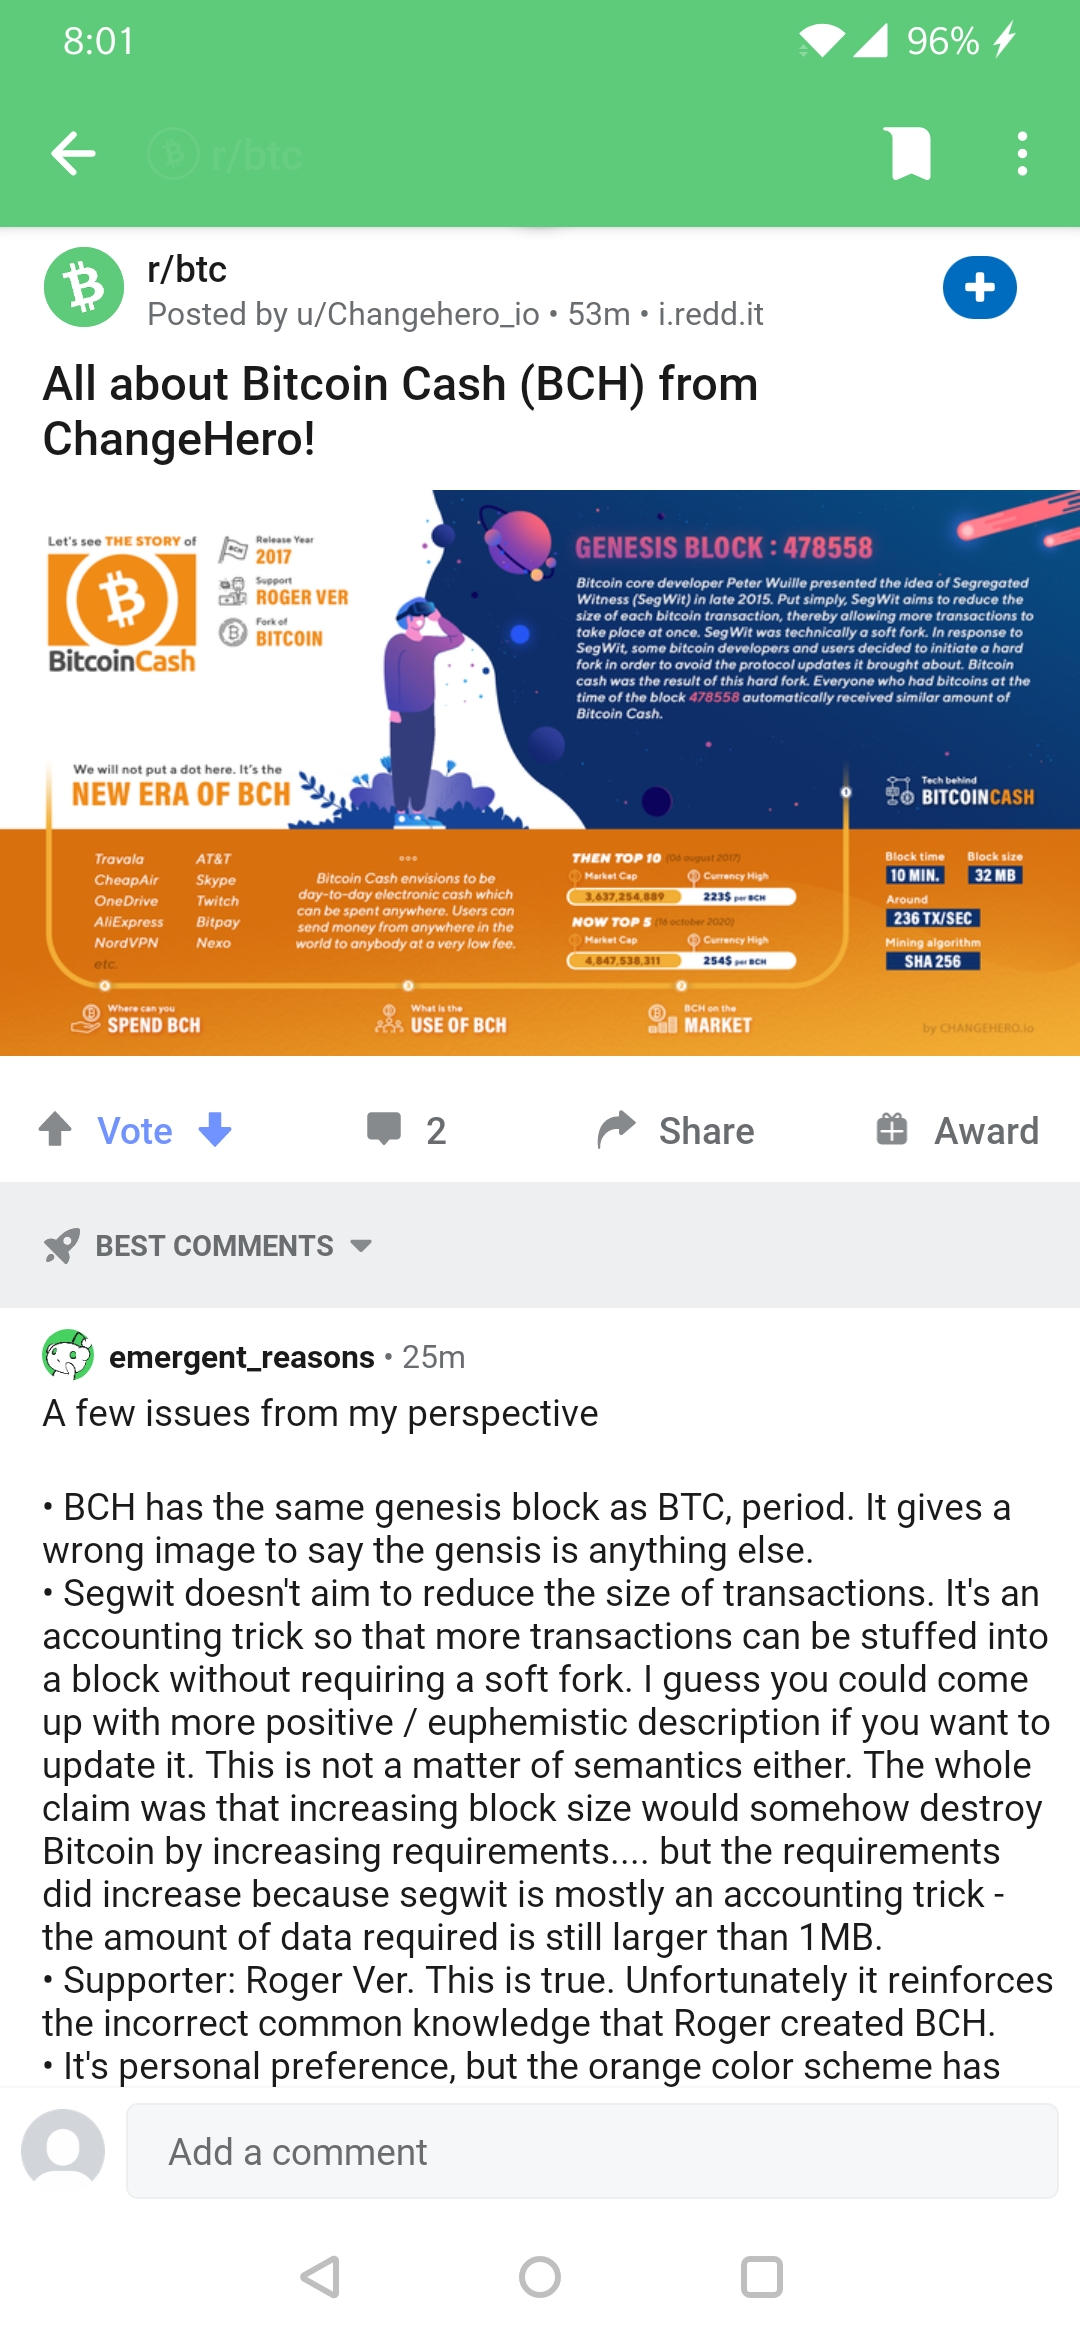 8:01
96%
r/btc
r/btc
Posted by u/Changehero_io • 53m • i.redd.it
All about Bitcoin Cash (BCH) from
ChangeHero!
Let's see THE STORY of
BitcoinCash
BCH
Release Year
2017
Support
ROGER VER
Fork of
BITCOIN
GENESIS BLOCK : 478558
Bitcoin core developer Peter Wuille presented the idea of Segregated
Witness (SegWit) in late 2015. Put simply, SegWit aims to reduce the
size of each bitcoin transaction, thereby allowing more transactions to
take place at once. SegWit was technically a soft fork. In response to
SegWit, some bitcoin developers and users decided to initiate a hard
fork in order to avoid the protocol updates it brought about. Bitcoin
cash was the result of this hard fork. Everyone who had bitcoins at the
time of the block 478558 automatically received similar amount of
Bitcoin Cash.
We will not put a dot here. It's the
NEW ERA OF BCH
1
Tech behind
BITCOINCASH
Travala
CheapAir
OneDrive
AliExpress
NordVPN
etc.
AT&T
Skype
Twitch
Bitpay
Nexo
Bitcoin Cash envisions to be
day-to-day electronic cash which
can be spent anywhere. Users can
send money from anywhere in the
world to anybody at a very low fee.
THEN TOP 10 (06 august 2017)
Market Cap Currency High
3,637,254,889 223$ per BCH
NOW TOP 5 (16 october 2020)
Market Cap Currency High
4,847,538,311 254$ per BCH
Block time Block size
10 MIN. 32 MB
Around
236 TX/SEC
Mining algorithm
SHA 256
4 3 2
Where can you
SPEND BCH
What is the
USE OF BCH
BCH on the
MARKET
by CHANGEHERO.io
Vote 2 Share Award
BEST COMMENTS
emergent_reasons • 25m
A few issues from my perspective
• BCH has the same genesis block as BTC, period. It gives a
wrong image to say the gensis is anything else.
• Segwit doesn't aim to reduce the size of transactions. It's an
accounting trick so that more transactions can be stuffed into
a block without requiring a soft fork. I guess you could come
up with more positive / euphemistic description if you want to
update it. This is not a matter of semantics either. The whole
claim was that increasing block size would somehow destroy
Bitcoin by increasing requirements.... but the requirements
did increase because segwit is mostly an accounting trick -
the amount of data required is still larger than 1MB.
• Supporter: Roger Ver. This is true. Unfortunately it reinforces
the incorrect common knowledge that Roger created BCH.
• It's personal preference, but the orange color scheme has
Add a comment